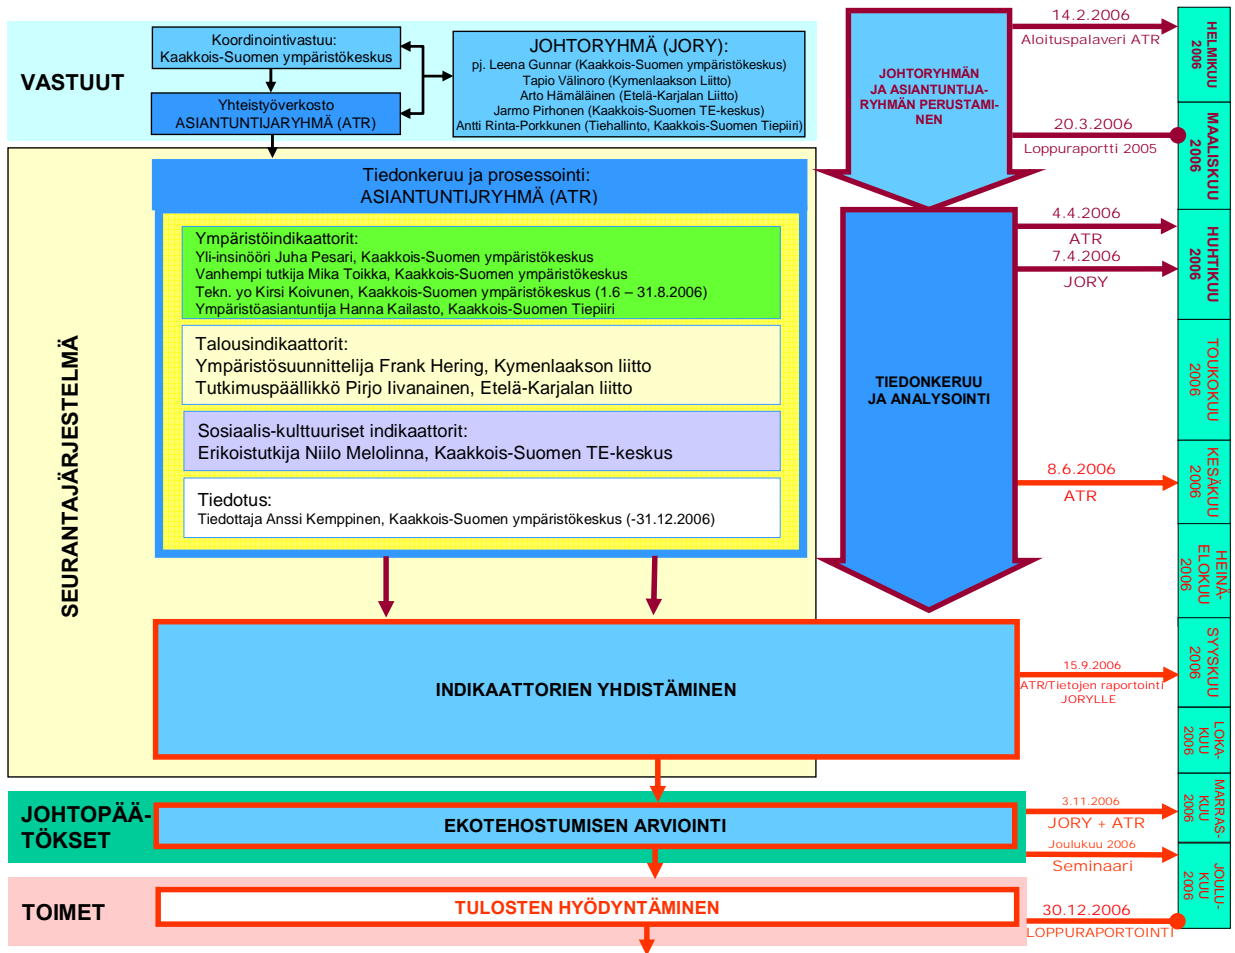 VASTUUT
Koordinointivastuu:
Kaakkois-Suomen ympäristökeskus
Yhteistyöverkosto
ASIANTUNTIJARYHMÄ (ATR)
JOHTORYHMÄ (JORY):
pj. Leena Gunnar (Kaakkois-Suomen ympäristökeskus)
Tapio Välinoro (Kymenlaakson Liitto)
Arto Hämäläinen (Etelä-Karjalan Liitto)
Jarmo Pirhonen (Kaakkois-Suomen TE-keskus)
Antti Rinta-Porkkunen (Tiehallinto, Kaakkois-Suomen Tiepiiri)
SEURANTAJÄRJESTELMÄ
Tiedonkeruu ja prosessointi:
ASIANTUNTIJRYHMÄ (ATR)
Ympäristöindikaattorit:
Yli-insinööri Juha Pesari, Kaakkois-Suomen ympäristökeskus
Vanhempi tutkija Mika Toikka, Kaakkois-Suomen ympäristökeskus
Tekn. yo Kirsi Koivunen, Kaakkois-Suomen ympäristökeskus (1.6 – 31.8.2006)
Ympäristöasiantuntija Hanna Kailasto, Kaakkois-Suomen Tiepiiri
Talousindikaattorit:
Ympäristösuunnittelija Frank Hering, Kymenlaakson liitto
Tutkimuspäällikkö Pirjo Iivanainen, Etelä-Karjalan liitto
Sosiaalis-kulttuuriset indikaattorit:
Erikoistutkija Niilo Melolinna, Kaakkois-Suomen TE-keskus
Tiedotus:
Tiedottaja Anssi Kemppinen, Kaakkois-Suomen ympäristökeskus (-31.12.2006)
INDIKAATTORIEN YHDISTÄMINEN
JOHTOPÄÄ-
TÖKSET
EKOTEHOSTUMISEN ARVIOINTI
TOIMET
TULOSTEN HYÖDYNTÄMINEN
JOHTORYHMÄN
JA ASIANTUNTIJA-
RYHMÄN PERUSTAMI-
NEN
TIEDONKERUU
JA ANALYSOINTI
14.2.2006
Aloituspalaveri ATR
20.3.2006
Loppuraportti 2005
4.4.2006
ATR
7.4.2006
JORY
8.6.2006
ATR
15.9.2006
ATR/Tietojen raportointi
JORYLLE
3.11.2006
JORY + ATR
Joulukuu 2006
Seminaari
30.12.2006
LOPPURAPORTOINTI
HELMIKUU
2006
MAALISKUU
2006
HUHTIKUU
2006
TOUKOKUU
2006
KESÄKUU
2006
HEINÄ-
ELOKUU
2006
SYYSKUU
2006
LOKA-
KUU
2006
MARRAS-
KUU
2006
JOULU-
KUU
2006